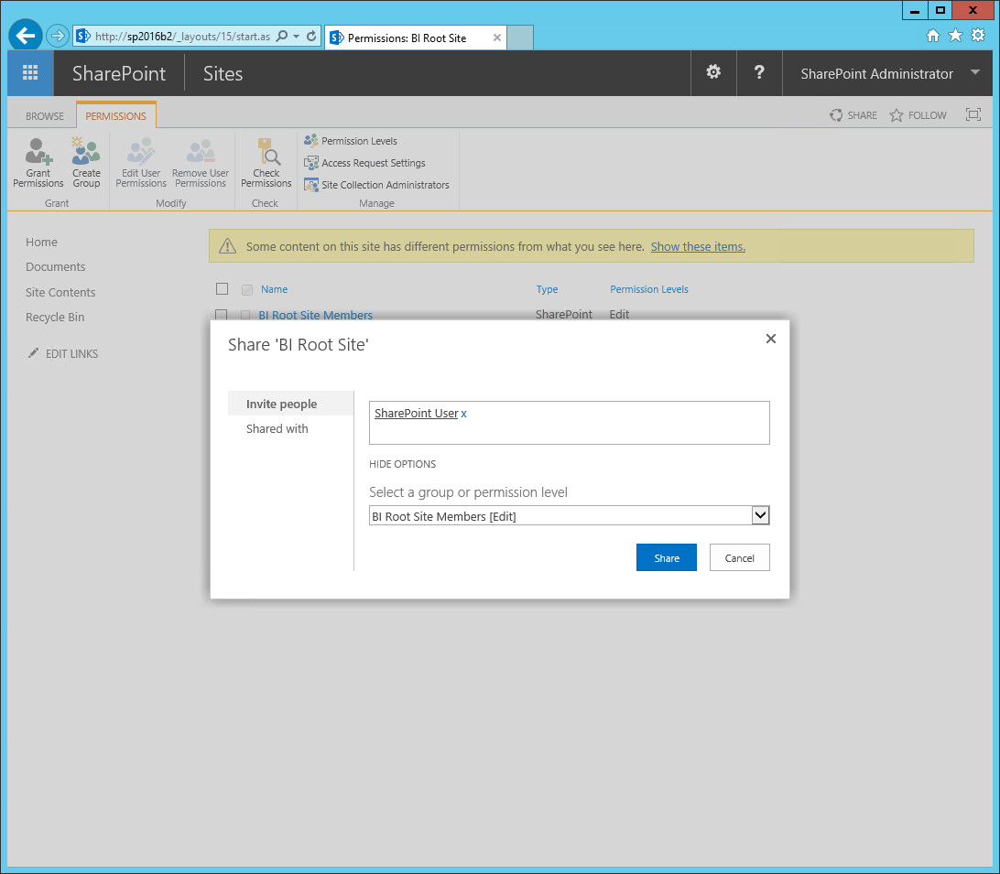 http://sp2016b2/_layouts/15/start.as
Permissions: BI Root Site
SharePoint
Sites
?
SharePoint Administrator
BROWSE
PERMISSIONS
SHARE
FOLLOW
Grant Permissions
Create Group
Edit User Permissions
Remove User Permissions
Check Permissions
Permission Levels
Access Request Settings
Site Collection Administrators
Grant
Modify
Check
Manage
Home
Documents
Site Contents
Recycle Bin
EDIT LINKS
Some content on this site has different permissions from what you see here. Show these items.
Name
Type
Permission Levels
BI Root Site Members
SharePoint
Edit
Share 'BI Root Site'
Invite people
Shared with
SharePoint User x
HIDE OPTIONS
Select a group or permission level
BI Root Site Members [Edit]
Share
Cancel